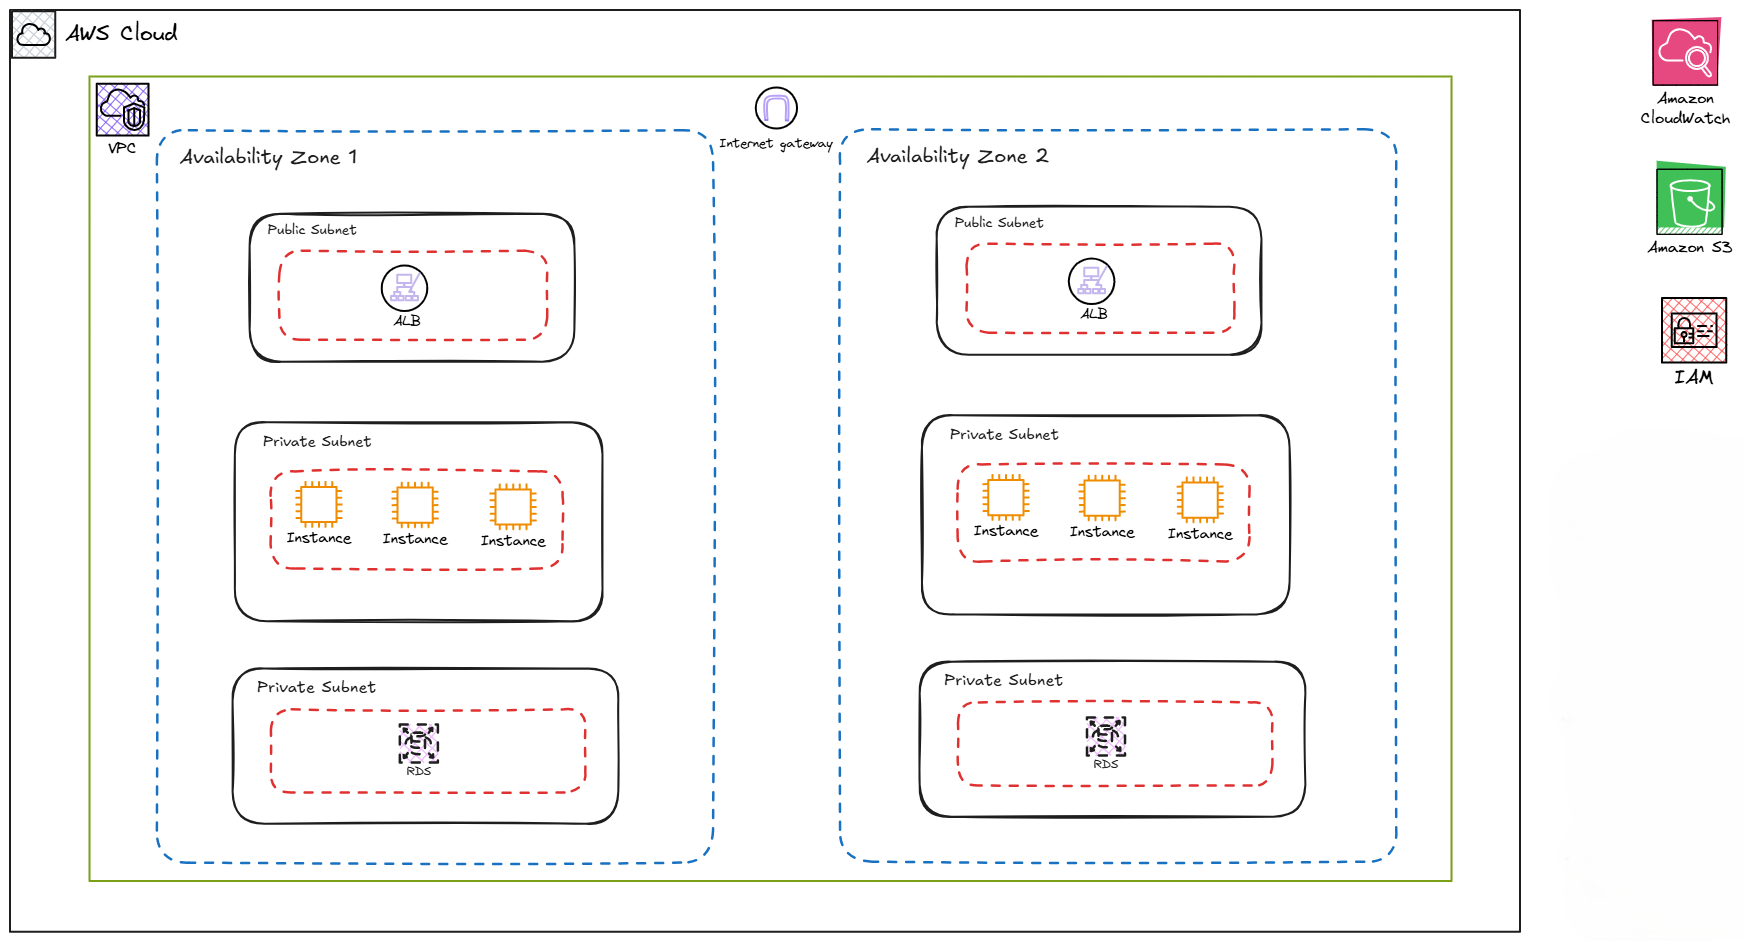 AWS Cloud
VPC
Internet gateway
Availability Zone 1
Public Subnet
ALB
Private Subnet
Instance
Instance
Instance
Private Subnet
RDS
Availability Zone 2
Public Subnet
ALB
Private Subnet
Instance
Instance
Instance
Private Subnet
RDS
Amazon
CloudWatch
Amazon S3
IAM